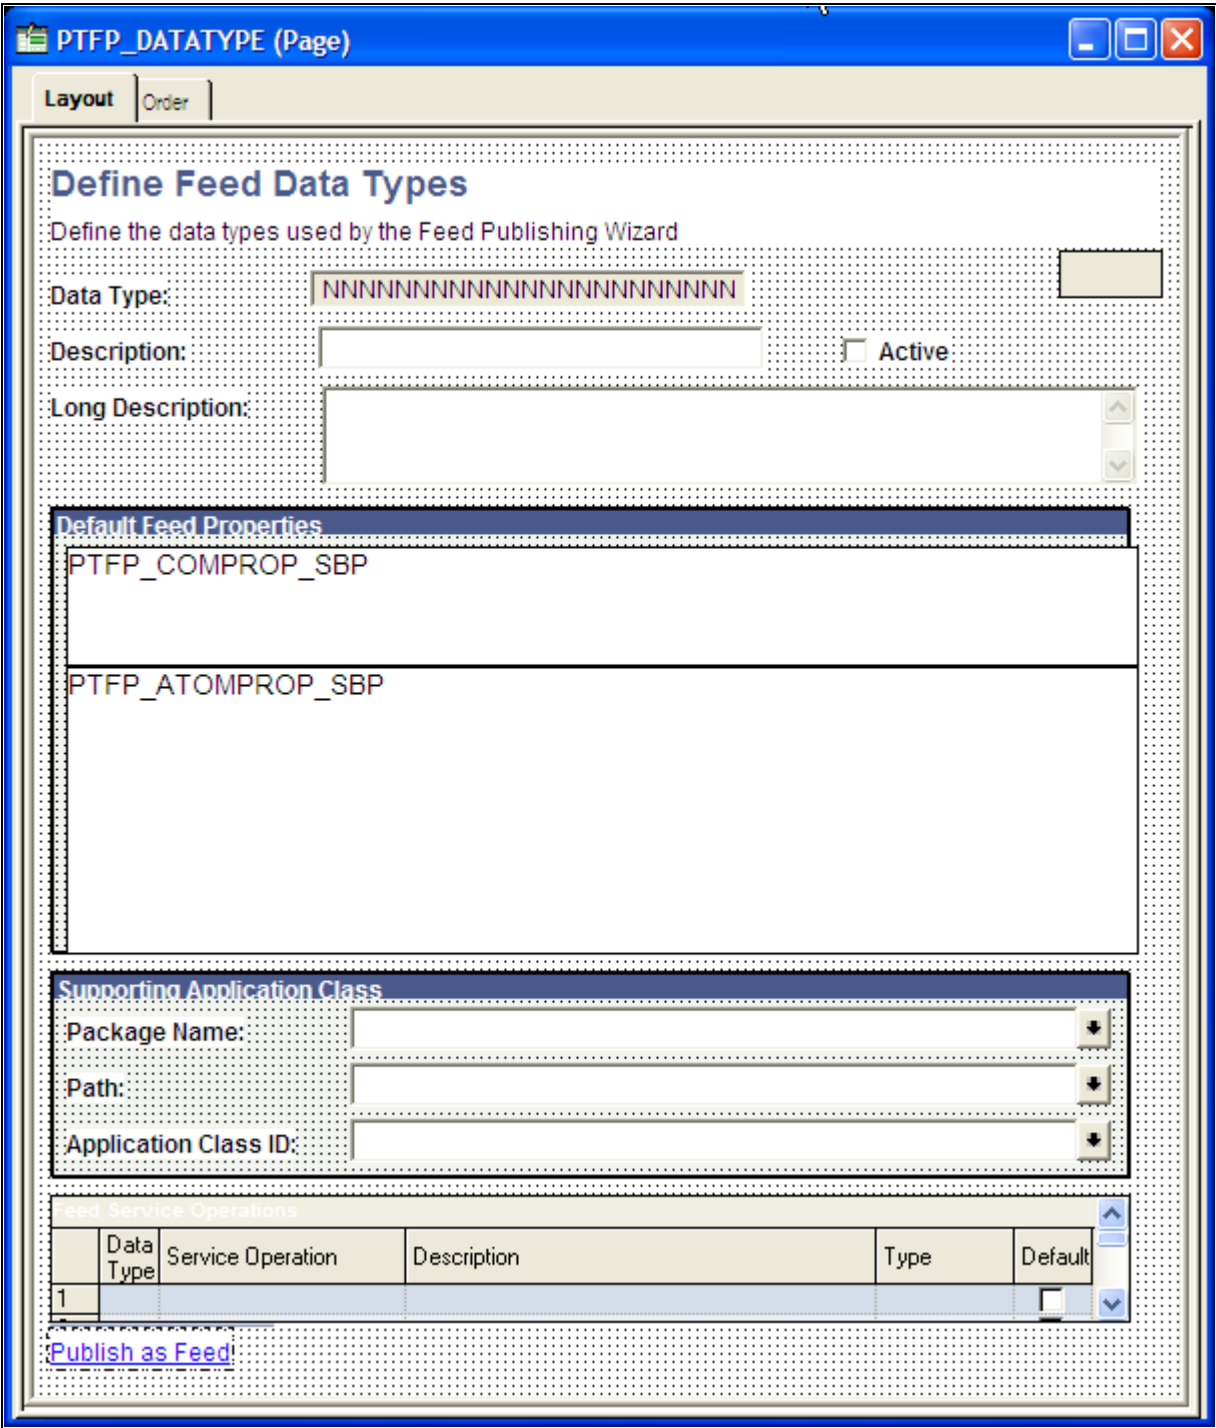 PTFP_DATATYPE (Page)
Layout Order
Define Feed Data Types
Define the data types used by the Feed Publishing Wizard
Data Type: NNNNNNNNNNNNNNNNNNNNNNN
Description: Active
Long Description:
Default Feed Properties
PTFP_COMPROP_SBP
PTFP_ATOMPROP_SBP
Supporting Application Class
Package Name:
Path:
Application Class ID:
Feed Service Operations
Data Type Service Operation Description Type Default
1
Publish as Feed